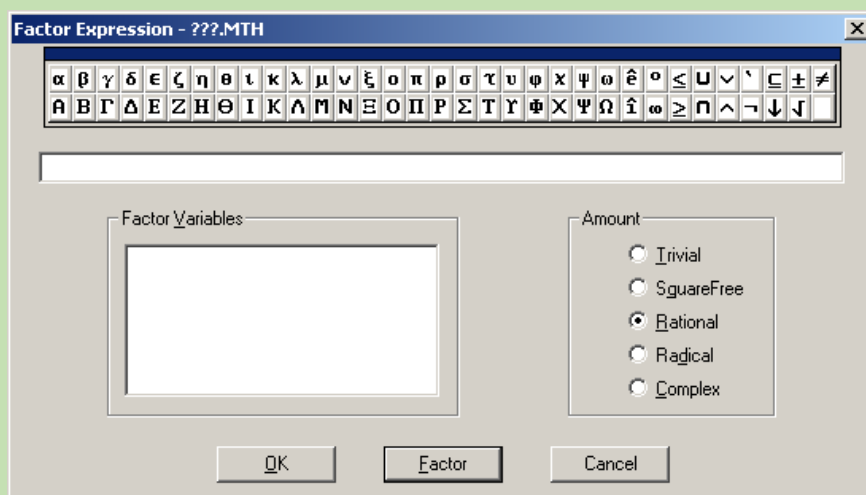 Factor Expression - ???.MTH
α β γ δ ϵ ζ η θ ι κ λ μ ν ξ ο π ρ σ τ υ φ χ ψ ω ê ° ≤ ∪ ∨ ` ⊆ ± ≠
Α Β Γ Δ Ε Ζ Η Θ Ι Κ Λ Μ Ν Ξ Ο Π Ρ Σ Τ Υ Φ Χ Ψ Ω î ∞ ≥ ∩ ∧ ¬ ↓ √
Factor Variables
Amount
Trivial
SquareFree
Rational
Radical
Complex
OK
Factor
Cancel